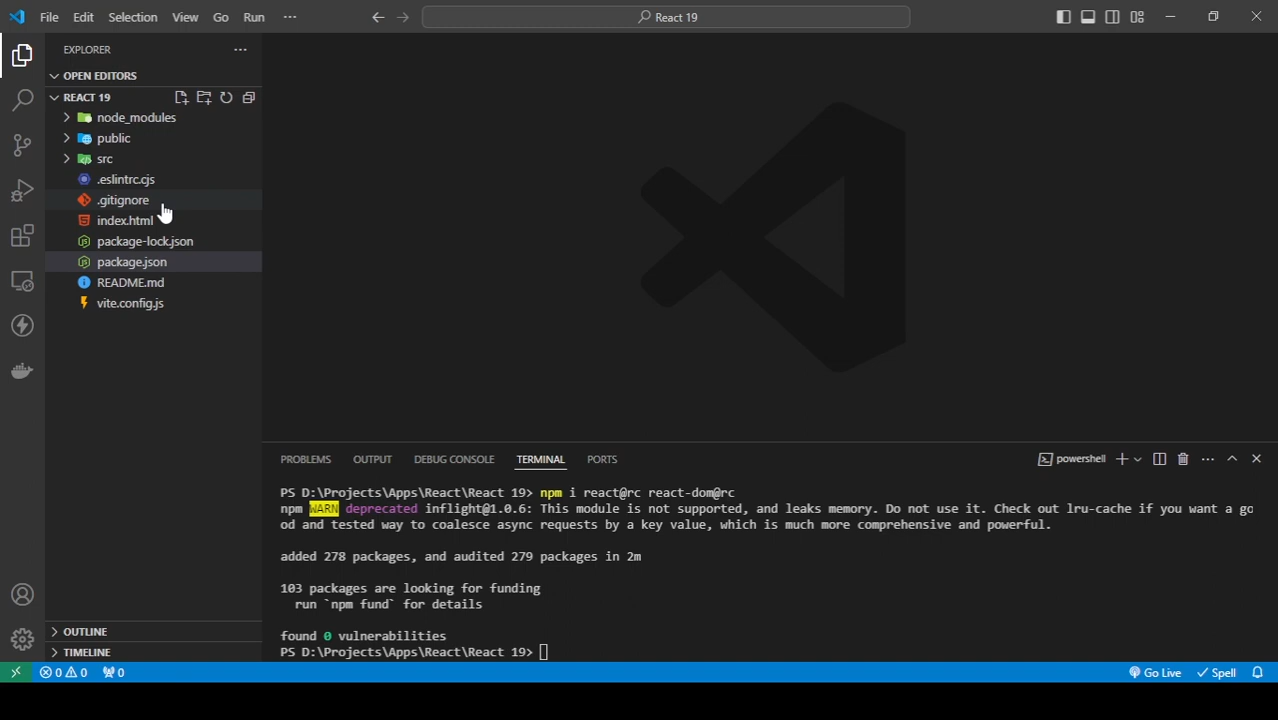 File Edit Selection View Go Run ···
React 19
EXPLORER
OPEN EDITORS
REACT 19
node_modules
public
src
.eslintrc.cjs
.gitignore
index.html
package-lock.json
package.json
README.md
vite.config.js
PROBLEMS OUTPUT DEBUG CONSOLE TERMINAL PORTS
powershell
PS D:\Projects\Apps\React\React 19> npm i react@rc react-dom@rc
npm WARN deprecated inflight@1.0.6: This module is not supported, and leaks memory. Do not use it. Check out lru-cache if you want a go
od and tested way to coalesce async requests by a key value, which is much more comprehensive and powerful.
added 278 packages, and audited 279 packages in 2m
103 packages are looking for funding
run `npm fund` for details
found 0 vulnerabilities
PS D:\Projects\Apps\React\React 19>
OUTLINE
TIMELINE
0 0 0
Go Live
Spell